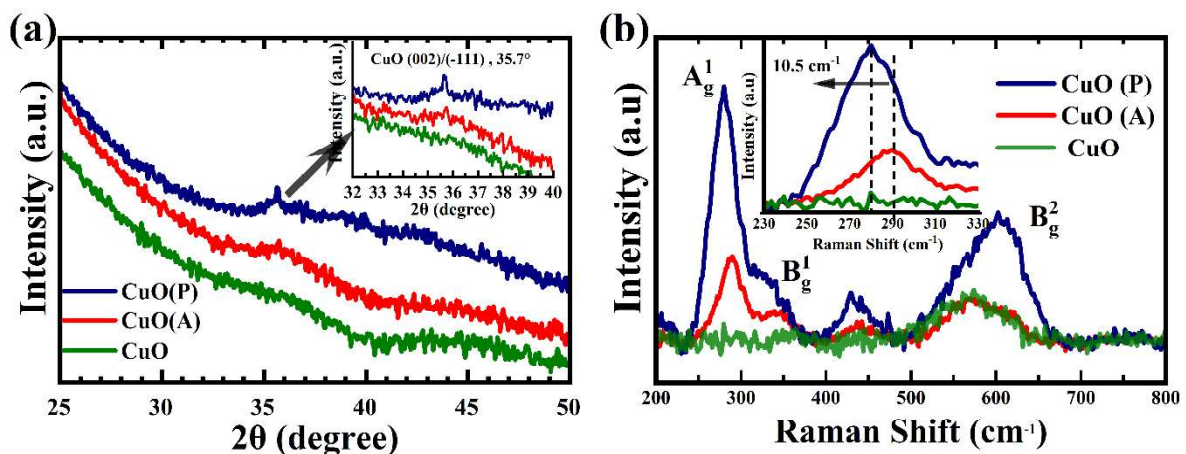 (a)
Intensity (a.u.)
CuO (002)/(-111) , 35.7°
Intensity (a.u.)
32 33 34 35 36 37 38 39 40
2θ (degree)
CuO(P)
CuO(A)
CuO
25 30 35 40 45 50
2θ (degree)
(b)
Intensity (a.u)
A¹g
10.5 cm⁻¹
Intensity (a.u)
230 250 270 290 310 330
Raman Shift (cm⁻¹)
CuO (P)
CuO (A)
CuO
B¹g
B²g
200 300 400 500 600 700 800
Raman Shift (cm⁻¹)